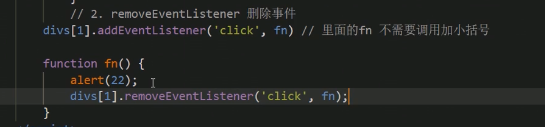 // 2. removeEventListener 删除事件
divs[1].addEventListener('click', fn) // 里面的fn 不需要调用加小括号
function fn() {
alert(22);
divs[1].removeEventListener('click', fn);
}